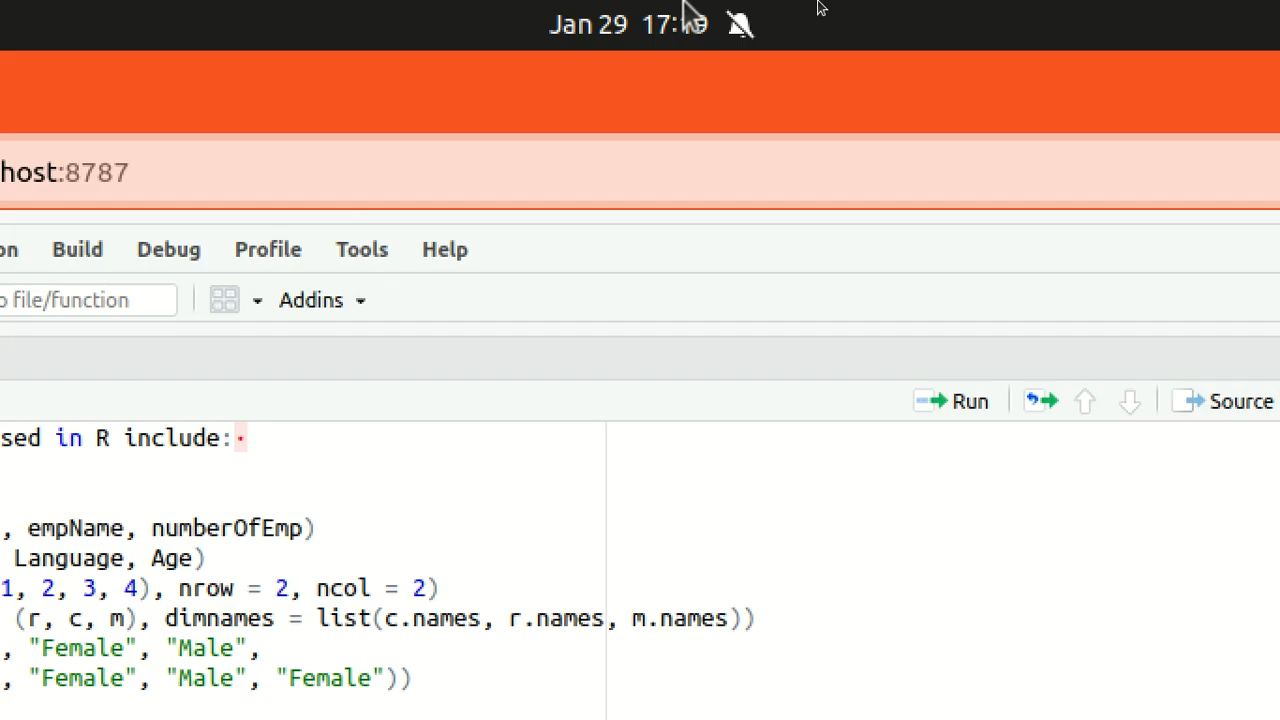 Jan 29
host:8787
on Build Debug Profile Tools Help
o file/function Addins
Run Source
sed in R include:
, empName, numberOfEmp)
Language, Age)
1, 2, 3, 4), nrow = 2, ncol = 2)
(r, c, m), dimnames = list(c.names, r.names, m.names))
, "Female", "Male",
, "Female", "Male", "Female"))